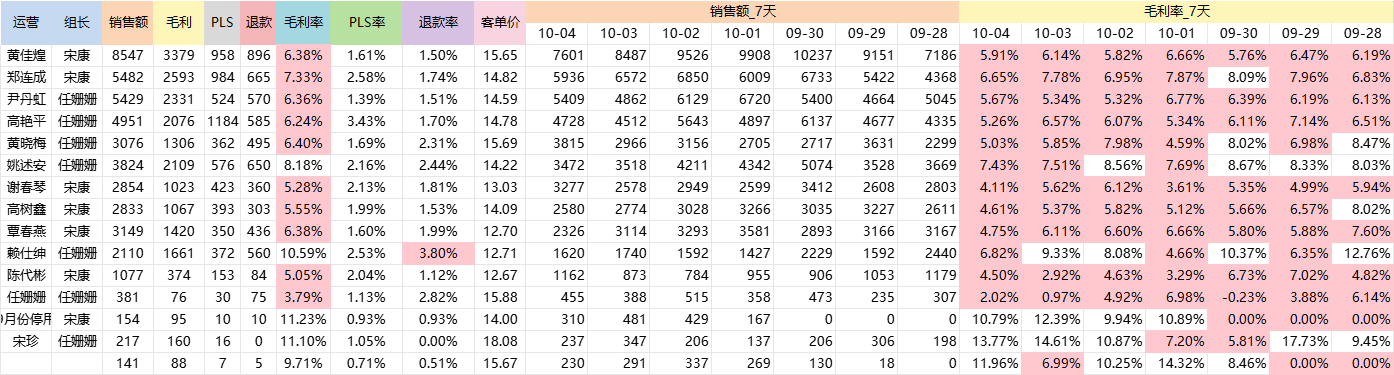 运营 组长 销售额 毛利 PLS 退款 毛利率 PLS率 退款率 客单价 销售额_7天 毛利率_7天
10-04 10-03 10-02 10-01 09-30 09-29 09-28 10-04 10-03 10-02 10-01 09-30 09-29 09-28
黄佳煌 宋康 8547 3379 958 896 6.38% 1.61% 1.50% 15.65 7601 8487 9526 9908 10237 9151 7186 5.91% 6.14% 5.82% 6.66% 5.76% 6.47% 6.19%
郑连成 宋康 5482 2593 984 665 7.33% 2.58% 1.74% 14.82 5936 6572 6850 6009 6733 5422 4368 6.65% 7.78% 6.95% 7.87% 8.09% 7.96% 6.83%
尹丹虹 任姗姗 5429 2331 524 570 6.36% 1.39% 1.51% 14.59 5409 4862 6129 6720 5400 4664 5045 5.67% 5.34% 5.32% 6.77% 6.39% 6.19% 6.13%
高艳平 任姗姗 4951 2076 1184 585 6.24% 3.43% 1.70% 14.78 4728 4512 5643 4897 6137 4677 4335 5.26% 6.57% 6.07% 5.34% 6.11% 7.14% 6.51%
黄晓梅 任姗姗 3076 1306 362 495 6.40% 1.69% 2.31% 15.69 3815 2966 3156 2705 2717 3631 2299 5.03% 5.85% 7.98% 4.59% 8.02% 6.98% 8.47%
姚述安 任姗姗 3824 2109 576 650 8.18% 2.16% 2.44% 14.22 3472 3518 4211 4342 5074 3528 3669 7.43% 7.51% 8.56% 7.69% 8.67% 8.33% 8.03%
谢春琴 宋康 2854 1023 423 360 5.28% 2.13% 1.81% 13.03 3277 2578 2949 2599 3412 2608 2803 4.11% 5.62% 6.12% 3.61% 5.35% 4.99% 5.94%
高树鑫 宋康 2833 1067 393 303 5.55% 1.99% 1.53% 14.09 2580 2774 3028 3266 3035 3227 2611 4.61% 5.37% 5.82% 5.12% 5.66% 6.57% 8.02%
覃春燕 宋康 3149 1420 350 436 6.38% 1.60% 1.99% 12.70 2326 3114 3293 3581 2893 3166 3167 4.75% 6.11% 6.60% 6.66% 5.80% 5.88% 7.60%
赖仕绅 任姗姗 2110 1661 372 560 10.59% 2.53% 3.80% 12.71 1620 1740 1592 1427 2229 1592 2440 6.82% 9.33% 8.08% 4.66% 10.37% 6.35% 12.76%
陈代彬 宋康 1077 374 153 84 5.05% 2.04% 1.12% 12.67 1162 873 784 955 906 1053 1179 4.50% 2.92% 4.63% 3.29% 6.73% 7.02% 4.82%
任姗姗 任姗姗 381 76 30 75 3.79% 1.13% 2.82% 15.88 455 388 515 358 473 235 307 2.02% 0.97% 4.92% 6.98% -0.23% 3.88% 6.14%
月份停用 宋康 154 95 10 10 11.23% 0.93% 0.93% 14.00 310 481 429 167 0 0 0 10.79% 12.39% 9.94% 10.89% 0.00% 0.00% 0.00%
宋珍 任姗姗 217 160 16 0 11.10% 1.05% 0.00% 18.08 237 347 206 137 206 306 198 13.77% 14.61% 10.87% 7.20% 5.81% 17.73% 9.45%
141 88 7 5 9.71% 0.71% 0.51% 15.67 230 291 337 269 130 18 0 11.96% 6.99% 10.25% 14.32% 8.46% 0.00% 0.00%